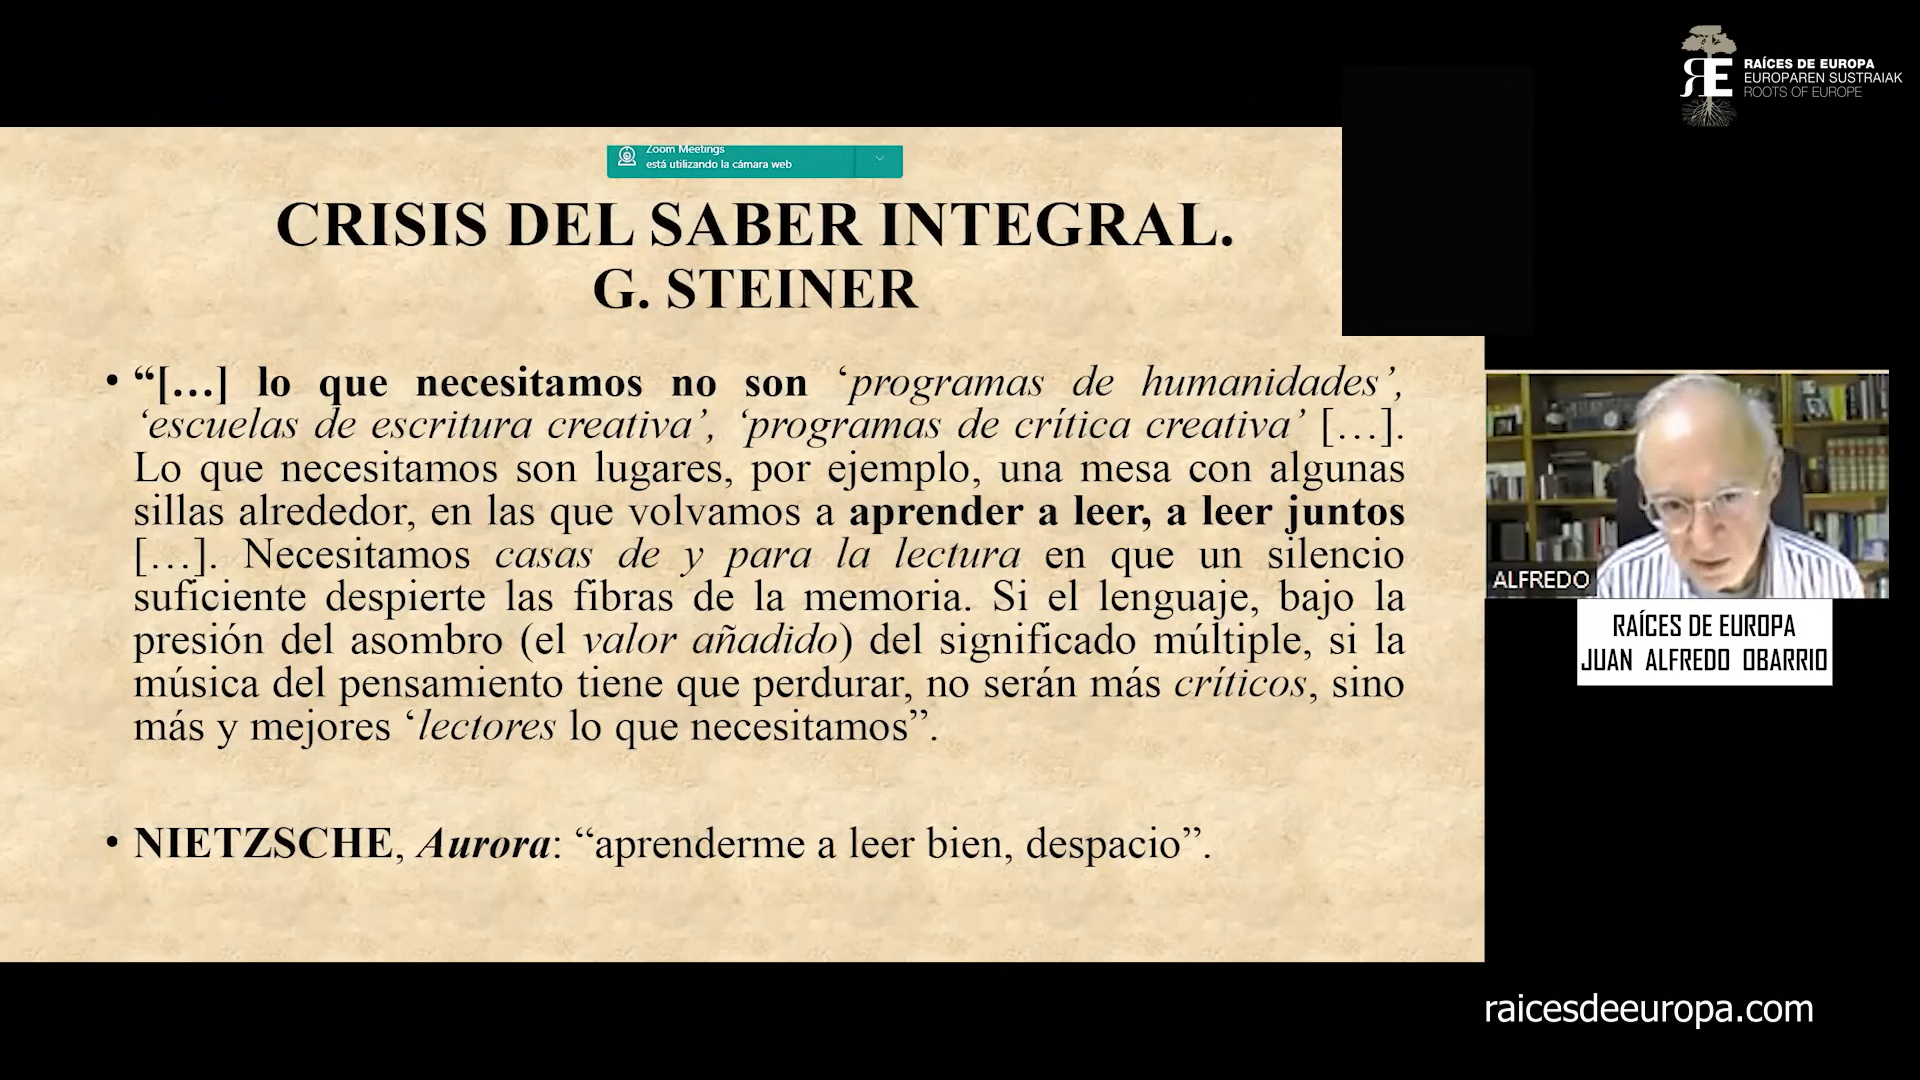 RAÍCES DE EUROPA
EUROPAREN SUSTRAIAK
ROOTS OF EUROPE
Zoom Meetings
está utilizando la cámara web
CRISIS DEL SABER INTEGRAL.
G. STEINER
• “[…] lo que necesitamos no son ‘programas de humanidades’,
‘escuelas de escritura creativa’, ‘programas de crítica creativa’ […].
Lo que necesitamos son lugares, por ejemplo, una mesa con algunas
sillas alrededor, en las que volvamos a aprender a leer, a leer juntos
[…]. Necesitamos casas de y para la lectura en que un silencio
suficiente despierte las fibras de la memoria. Si el lenguaje, bajo la
presión del asombro (el valor añadido) del significado múltiple, si la
música del pensamiento tiene que perdurar, no serán más críticos, sino
más y mejores ‘lectores lo que necesitamos”.
• NIETZSCHE, Aurora: “aprenderme a leer bien, despacio”.
ALFREDO
RAÍCES DE EUROPA
JUAN ALFREDO OBARRIO
raicesdeeuropa.com